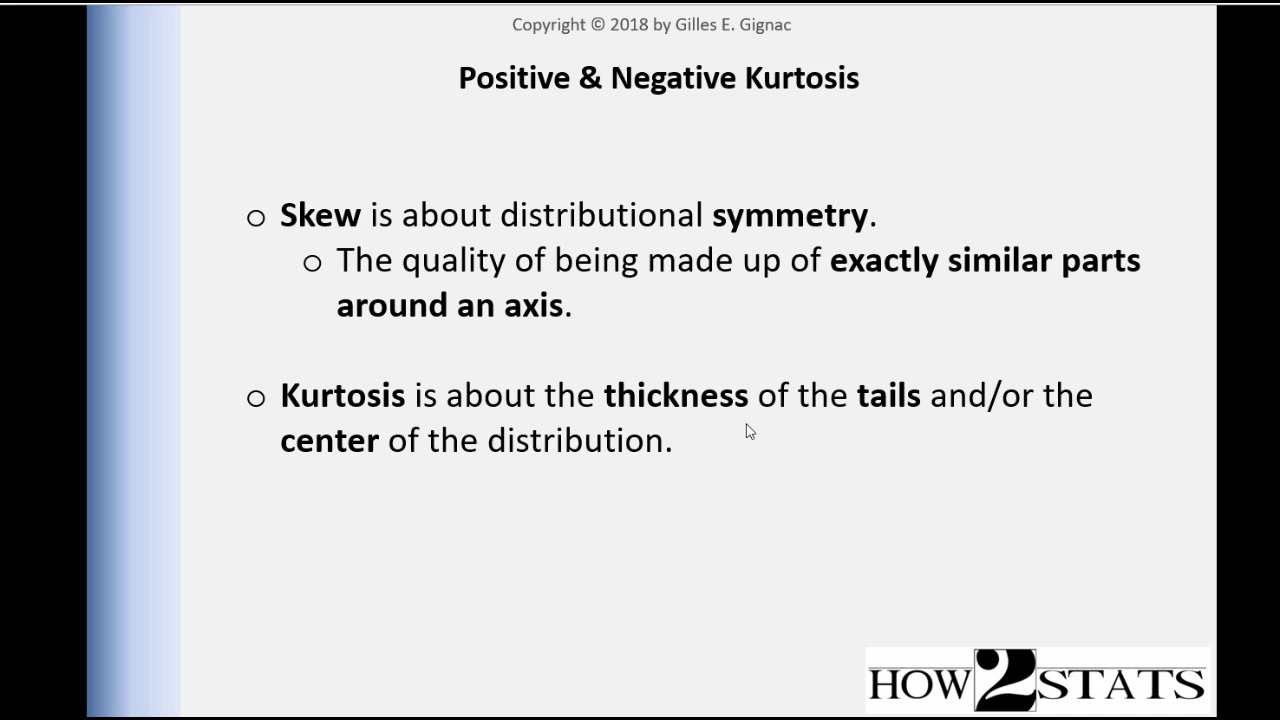 Copyright © 2018 by Gilles E. Gignac
Positive & Negative Kurtosis
o Skew is about distributional symmetry.
o The quality of being made up of exactly similar parts
around an axis.
o Kurtosis is about the thickness of the tails and/or the
center of the distribution.
HOW2STATS